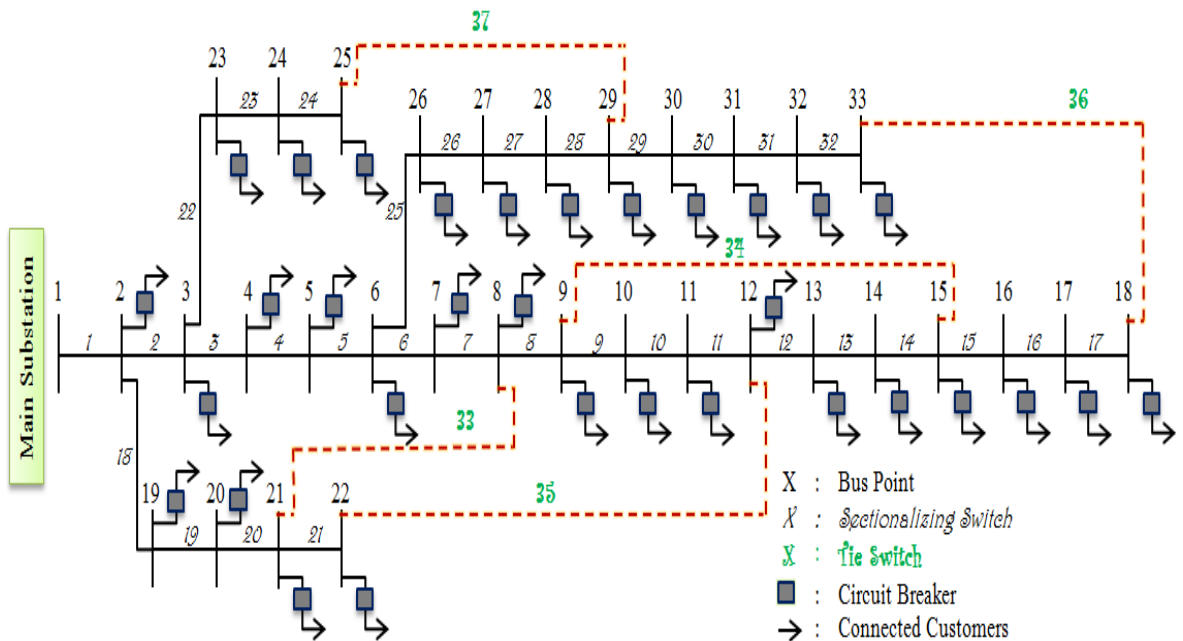 37
23 24 25
23 24
36
26 27 28 29 30 31 32 33
26 27 28 29 30 31 32
22
25
34
Main Substation
1 2 3 4 5 6 7 8 9 10 11 12 13 14 15 16 17 18
1 2 3 4 5 6 7 8 9 10 11 12 13 14 15 16 17
33
18
19 20 21 22
35
19 20 21
X : Bus Point
X : Sectionalizing Switch
X : Tie Switch
: Circuit Breaker
: Connected Customers